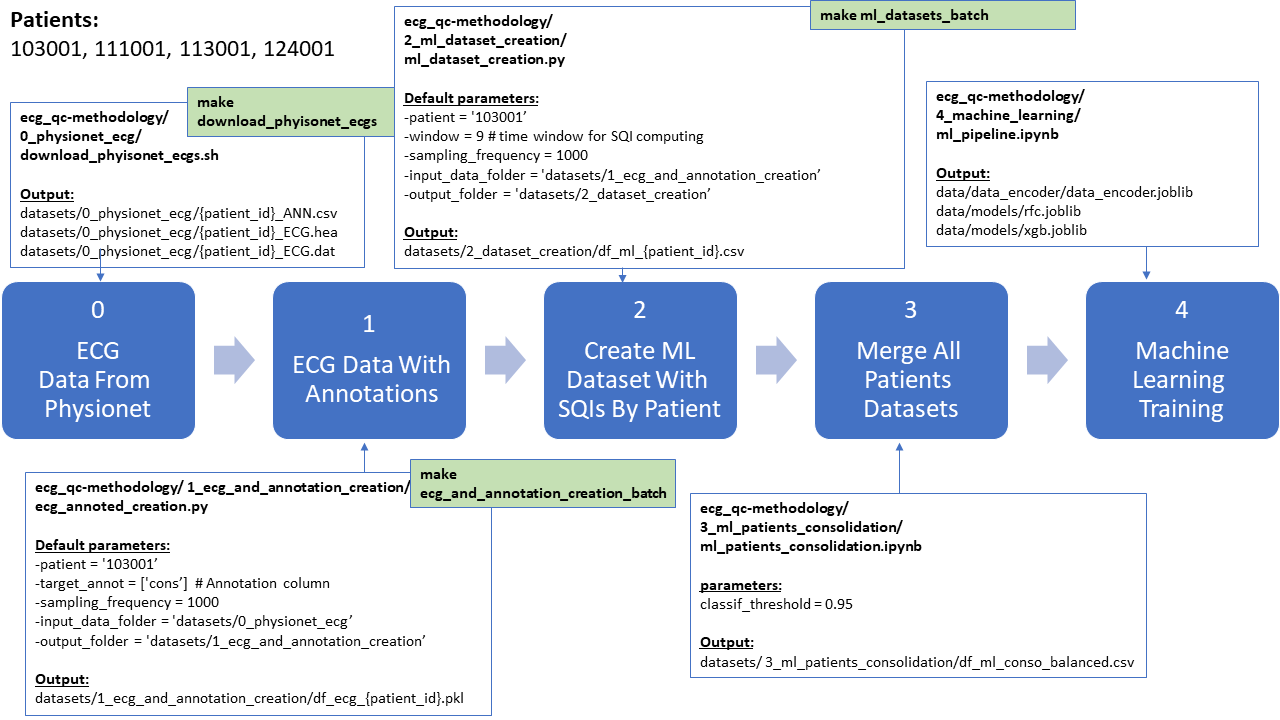 Patients:
103001, 111001, 113001, 124001
ecg_qc-methodology/
0_physionet_ecg/
download_phyisonet_ecgs.sh
Output:
datasets/0_physionet_ecg/{patient_id}_ANN.csv
datasets/0_physionet_ecg/{patient_id}_ECG.hea
datasets/0_physionet_ecg/{patient_id}_ECG.dat
make
download_phyisonet_ecgs
ecg_qc-methodology/
2_ml_dataset_creation/
ml_dataset_creation.py
Default parameters:
-patient = '103001’
-window = 9 # time window for SQI computing
-sampling_frequency = 1000
-input_data_folder = 'datasets/1_ecg_and_annotation_creation’
-output_folder = 'datasets/2_dataset_creation’
Output:
datasets/2_dataset_creation/df_ml_{patient_id}.csv
make ml_datasets_batch
ecg_qc-methodology/
4_machine_learning/
ml_pipeline.ipynb
Output:
data/data_encoder/data_encoder.joblib
data/models/rfc.joblib
data/models/xgb.joblib
0
ECG
Data From
Physionet
1
ECG Data With
Annotations
2
Create ML
Dataset With
SQIs By Patient
3
Merge All
Patients
Datasets
4
Machine
Learning
Training
ecg_qc-methodology/ 1_ecg_and_annotation_creation/
ecg_annoted_creation.py
Default parameters:
-patient = '103001’
-target_annot = ['cons’] # Annotation column
-sampling_frequency = 1000
-input_data_folder = 'datasets/0_physionet_ecg’
-output_folder = 'datasets/1_ecg_and_annotation_creation’
Output:
datasets/1_ecg_and_annotation_creation/df_ecg_{patient_id}.pkl
make
ecg_and_annotation_creation_batch
ecg_qc-methodology/
3_ml_patients_consolidation/
ml_patients_consolidation.ipynb
parameters:
classif_threshold = 0.95
Output:
datasets/ 3_ml_patients_consolidation/df_ml_conso_balanced.csv